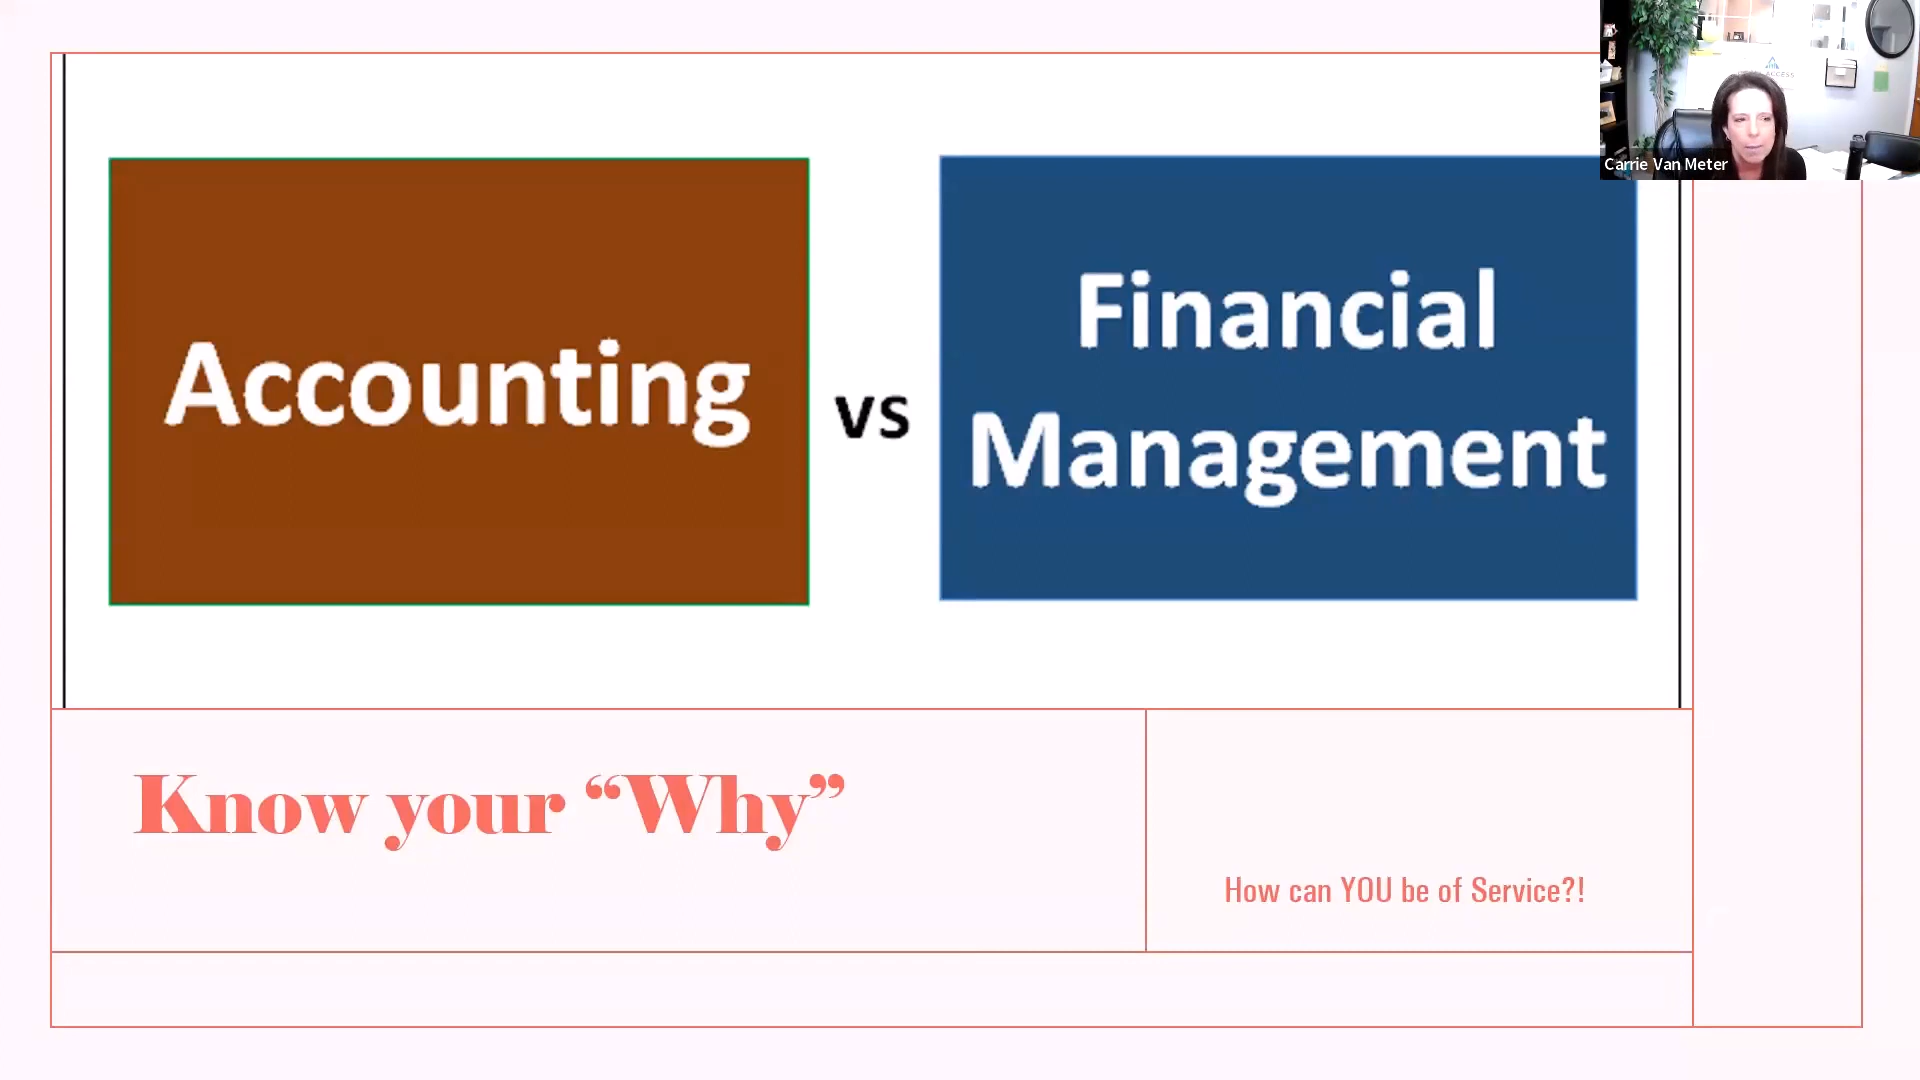 Accounting
vs
Financial
Management
Carrie Van Meter
Know your “Why”
How can YOU be of Service?!